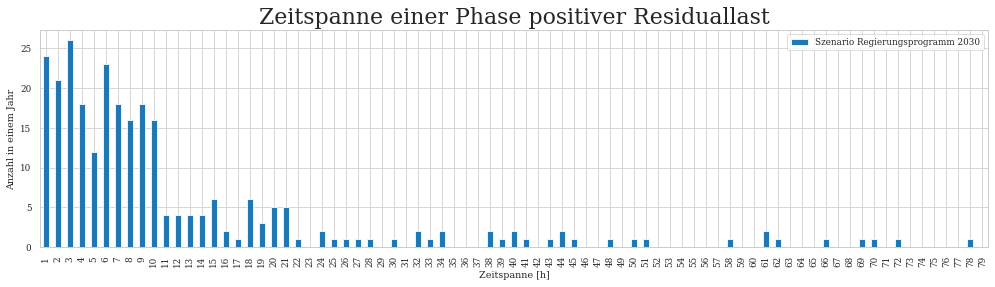 Zeitspanne einer Phase positiver Residuallast
Szenario Regierungsprogramm 2030
Anzahl in einem Jahr
25
20
15
10
5
0
1 2 3 4 5 6 7 8 9 10 11 12 13 14 15 16 17 18 19 20 21 22 23 24 25 26 27 28 29 30 31 32 33 34 35 36 37 38 39 40 41 42 43 44 45 46 47 48 49 50 51 52 53 54 55 56 57 58 59 60 61 62 63 64 65 66 67 68 69 70 71 72 73 74 75 76 77 78 79
Zeitspanne [h]